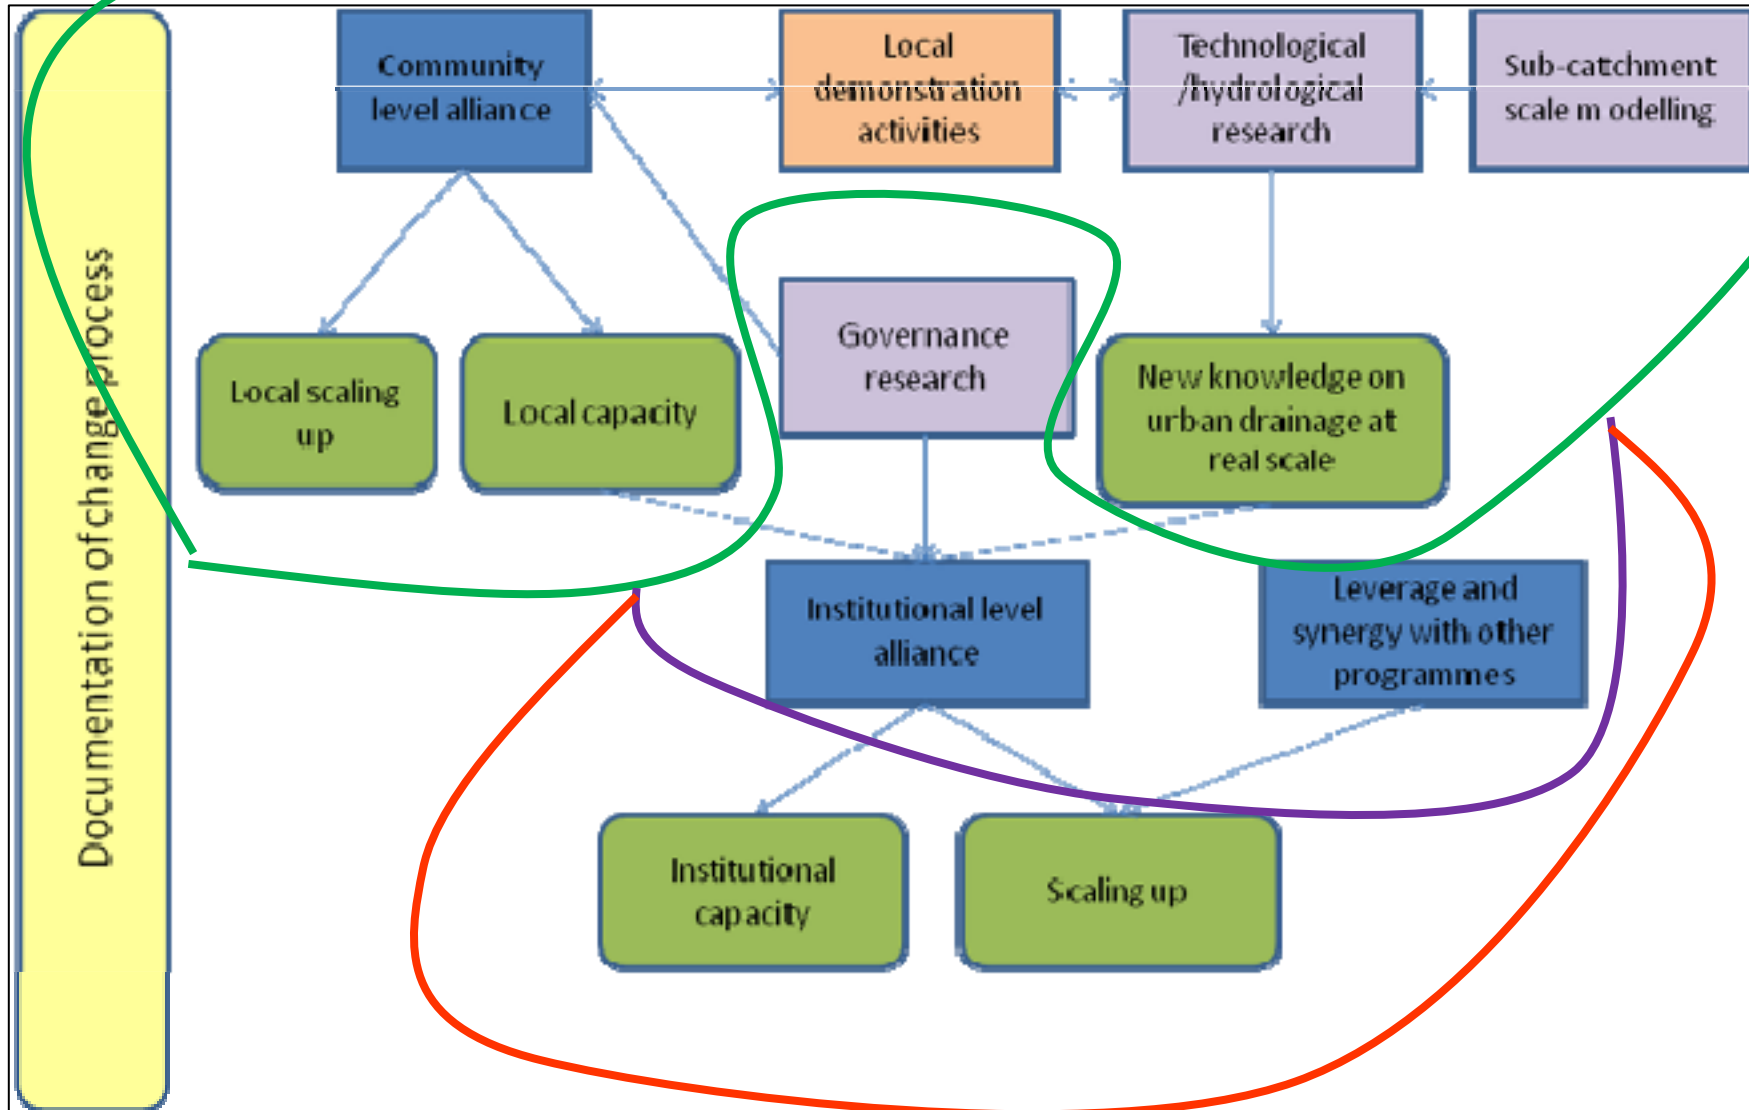 Documentation of change process
Community
level alliance
Local
demonstration
activities
Technological
/hydrological
research
Sub-catchment
scale modelling
Local scaling
up
Local capacity
Governance
research
New knowledge on
urban drainage at
real scale
Institutional level
alliance
Leverage and
synergy with other
programmes
Institutional
capacity
Scaling up